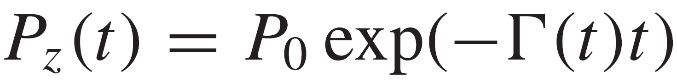 P_z(t) = P_0 exp(−Γ(t)t)